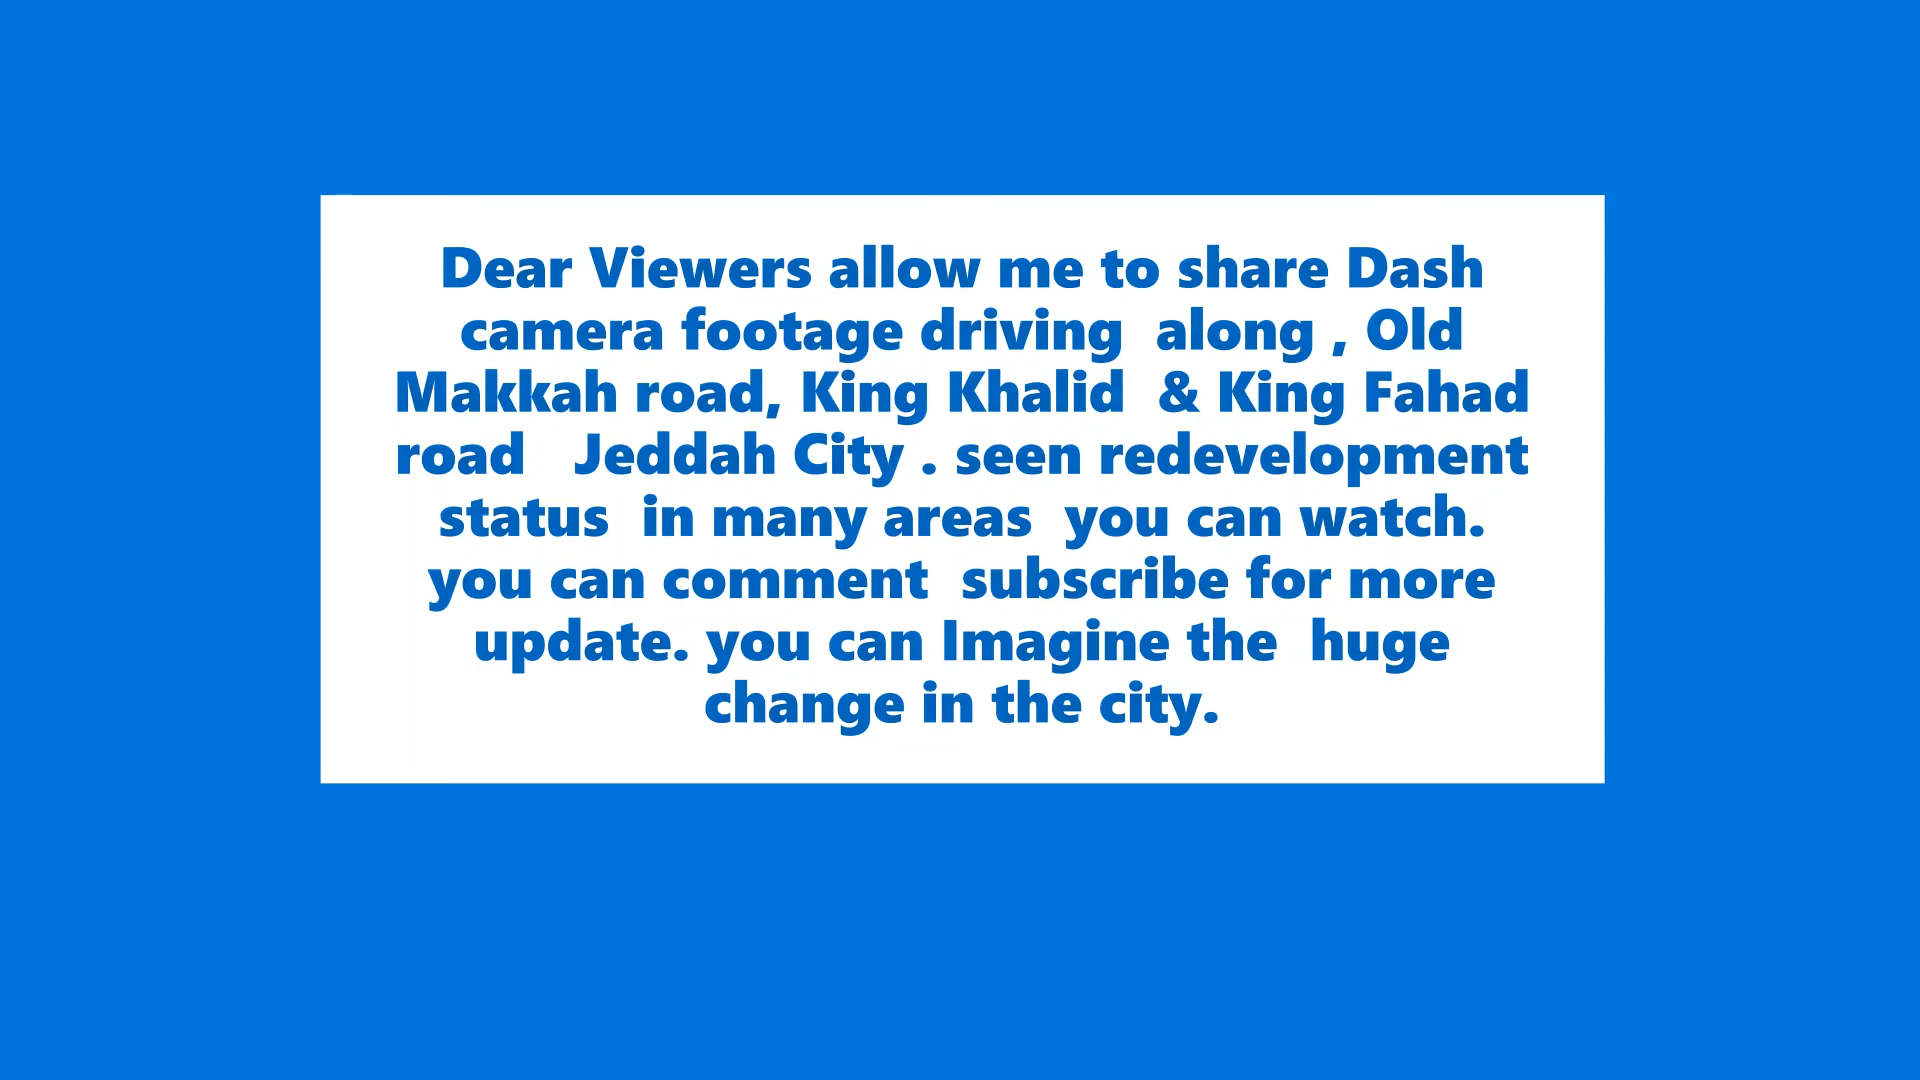 Dear Viewers allow me to share Dash
camera footage driving  along , Old
Makkah road, King Khalid  & King Fahad
road   Jeddah City . seen redevelopment
status  in many areas  you can watch.
you can comment  subscribe for more
update. you can Imagine the  huge
change in the city.